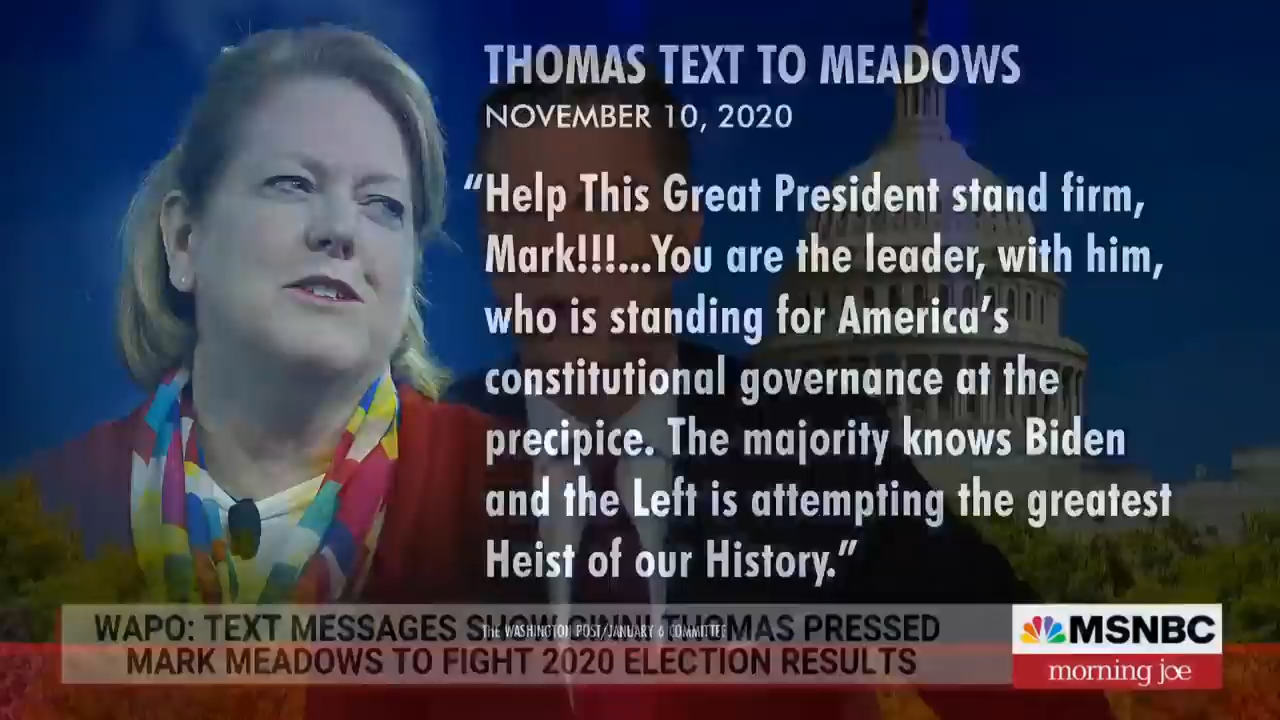 THOMAS TEXT TO MEADOWS
NOVEMBER 10, 2020
“Help This Great President stand firm,
Mark!!!...You are the leader, with him,
who is standing for America’s
constitutional governance at the
precipice. The majority knows Biden
and the Left is attempting the greatest
Heist of our History.”
WAPO: TEXT MESSAGES THOMAS PRESSED
THE WASHINGTON POST/JANUARY 6 COMMITTEE
MARK MEADOWS TO FIGHT 2020 ELECTION RESULTS
MSNBC
morning joe